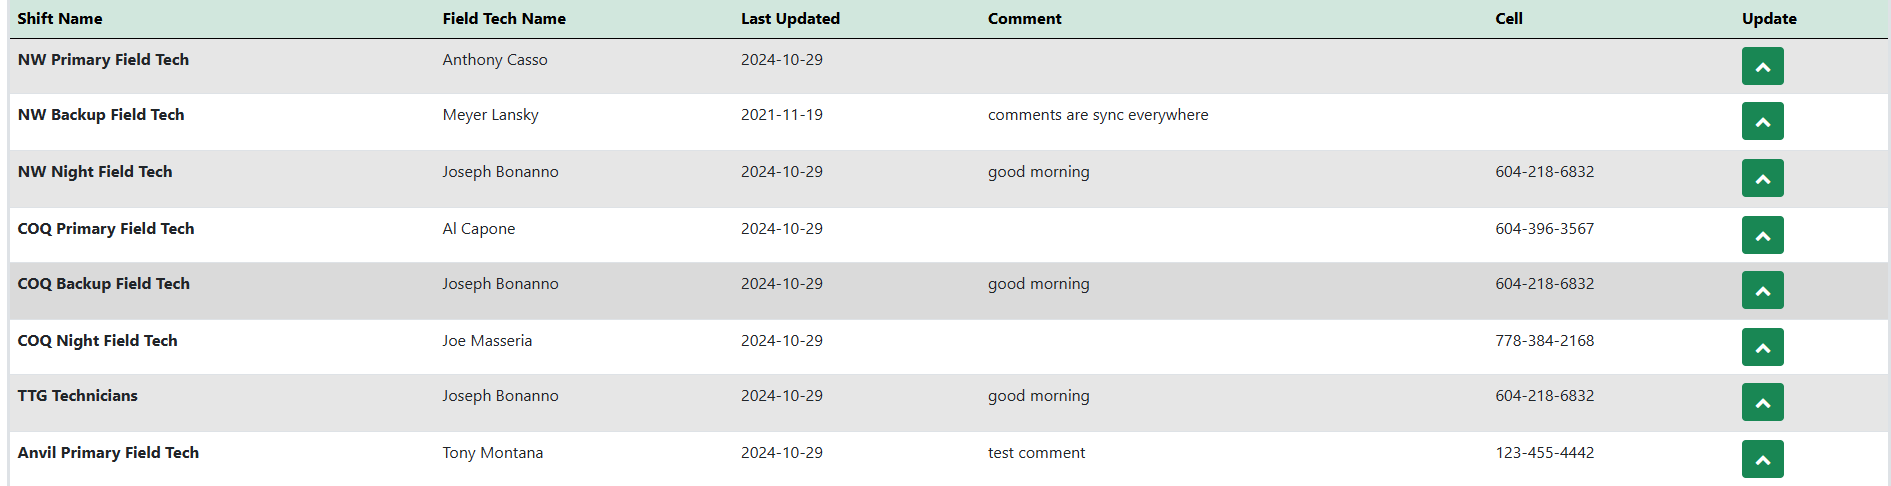 Shift Name Field Tech Name Last Updated Comment Cell Update
NW Primary Field Tech Anthony Casso 2024-10-29
NW Backup Field Tech Meyer Lansky 2021-11-19 comments are sync everywhere
NW Night Field Tech Joseph Bonanno 2024-10-29 good morning 604-218-6832
COQ Primary Field Tech Al Capone 2024-10-29 604-396-3567
COQ Backup Field Tech Joseph Bonanno 2024-10-29 good morning 604-218-6832
COQ Night Field Tech Joe Masseria 2024-10-29 778-384-2168
TTG Technicians Joseph Bonanno 2024-10-29 good morning 604-218-6832
Anvil Primary Field Tech Tony Montana 2024-10-29 test comment 123-455-4442